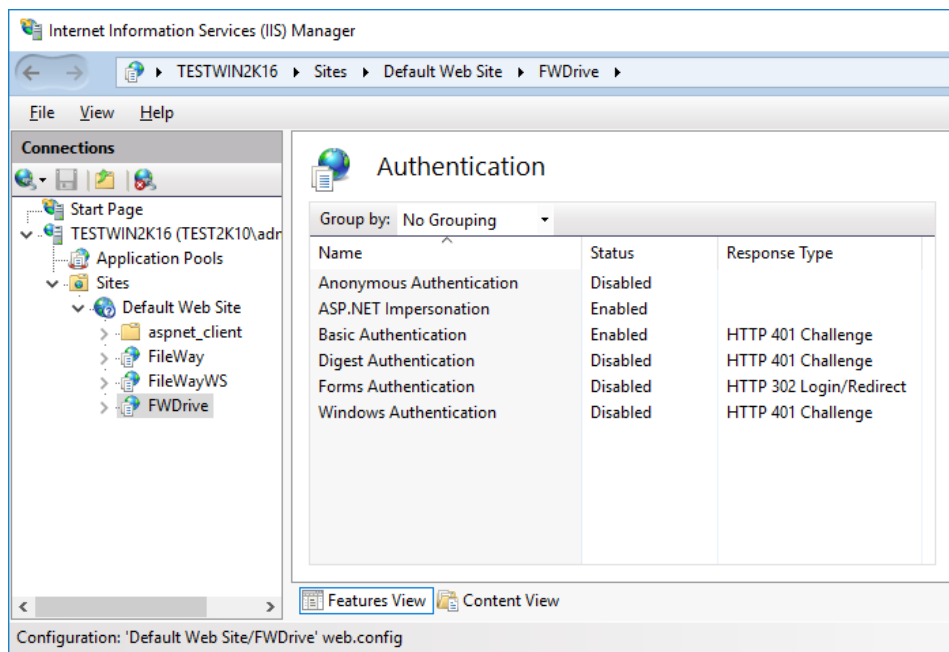 Internet Information Services (IIS) Manager
TESTWIN2K16 Sites Default Web Site FWDrive
File View Help
Connections
Start Page
TESTWIN2K16 (TEST2K10\adr
Application Pools
Sites
Default Web Site
aspnet_client
FileWay
FileWayWS
FWDrive
Authentication
Group by: No Grouping
Name Status Response Type
Anonymous Authentication Disabled
ASP.NET Impersonation Enabled
Basic Authentication Enabled HTTP 401 Challenge
Digest Authentication Disabled HTTP 401 Challenge
Forms Authentication Disabled HTTP 302 Login/Redirect
Windows Authentication Disabled HTTP 401 Challenge
Features View Content View
Configuration: 'Default Web Site/FWDrive' web.config